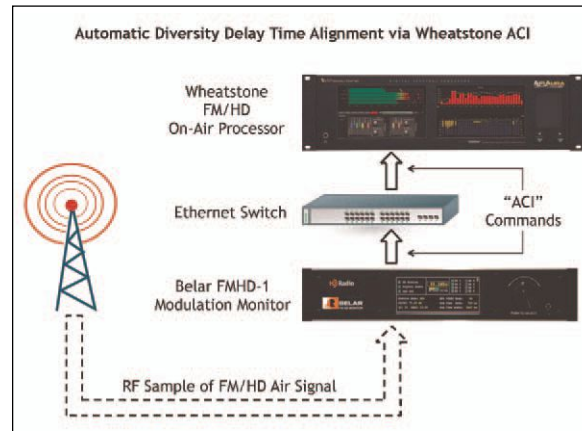 Automatic Diversity Delay Time Alignment via Wheatstone ACI
Wheatstone
FM/HD
On-Air Processor
Ethernet Switch
"ACI"
Commands
Belar FMHD-1
Modulation Monitor
Radio
BELAR
RF Sample of FM/HD Air Signal